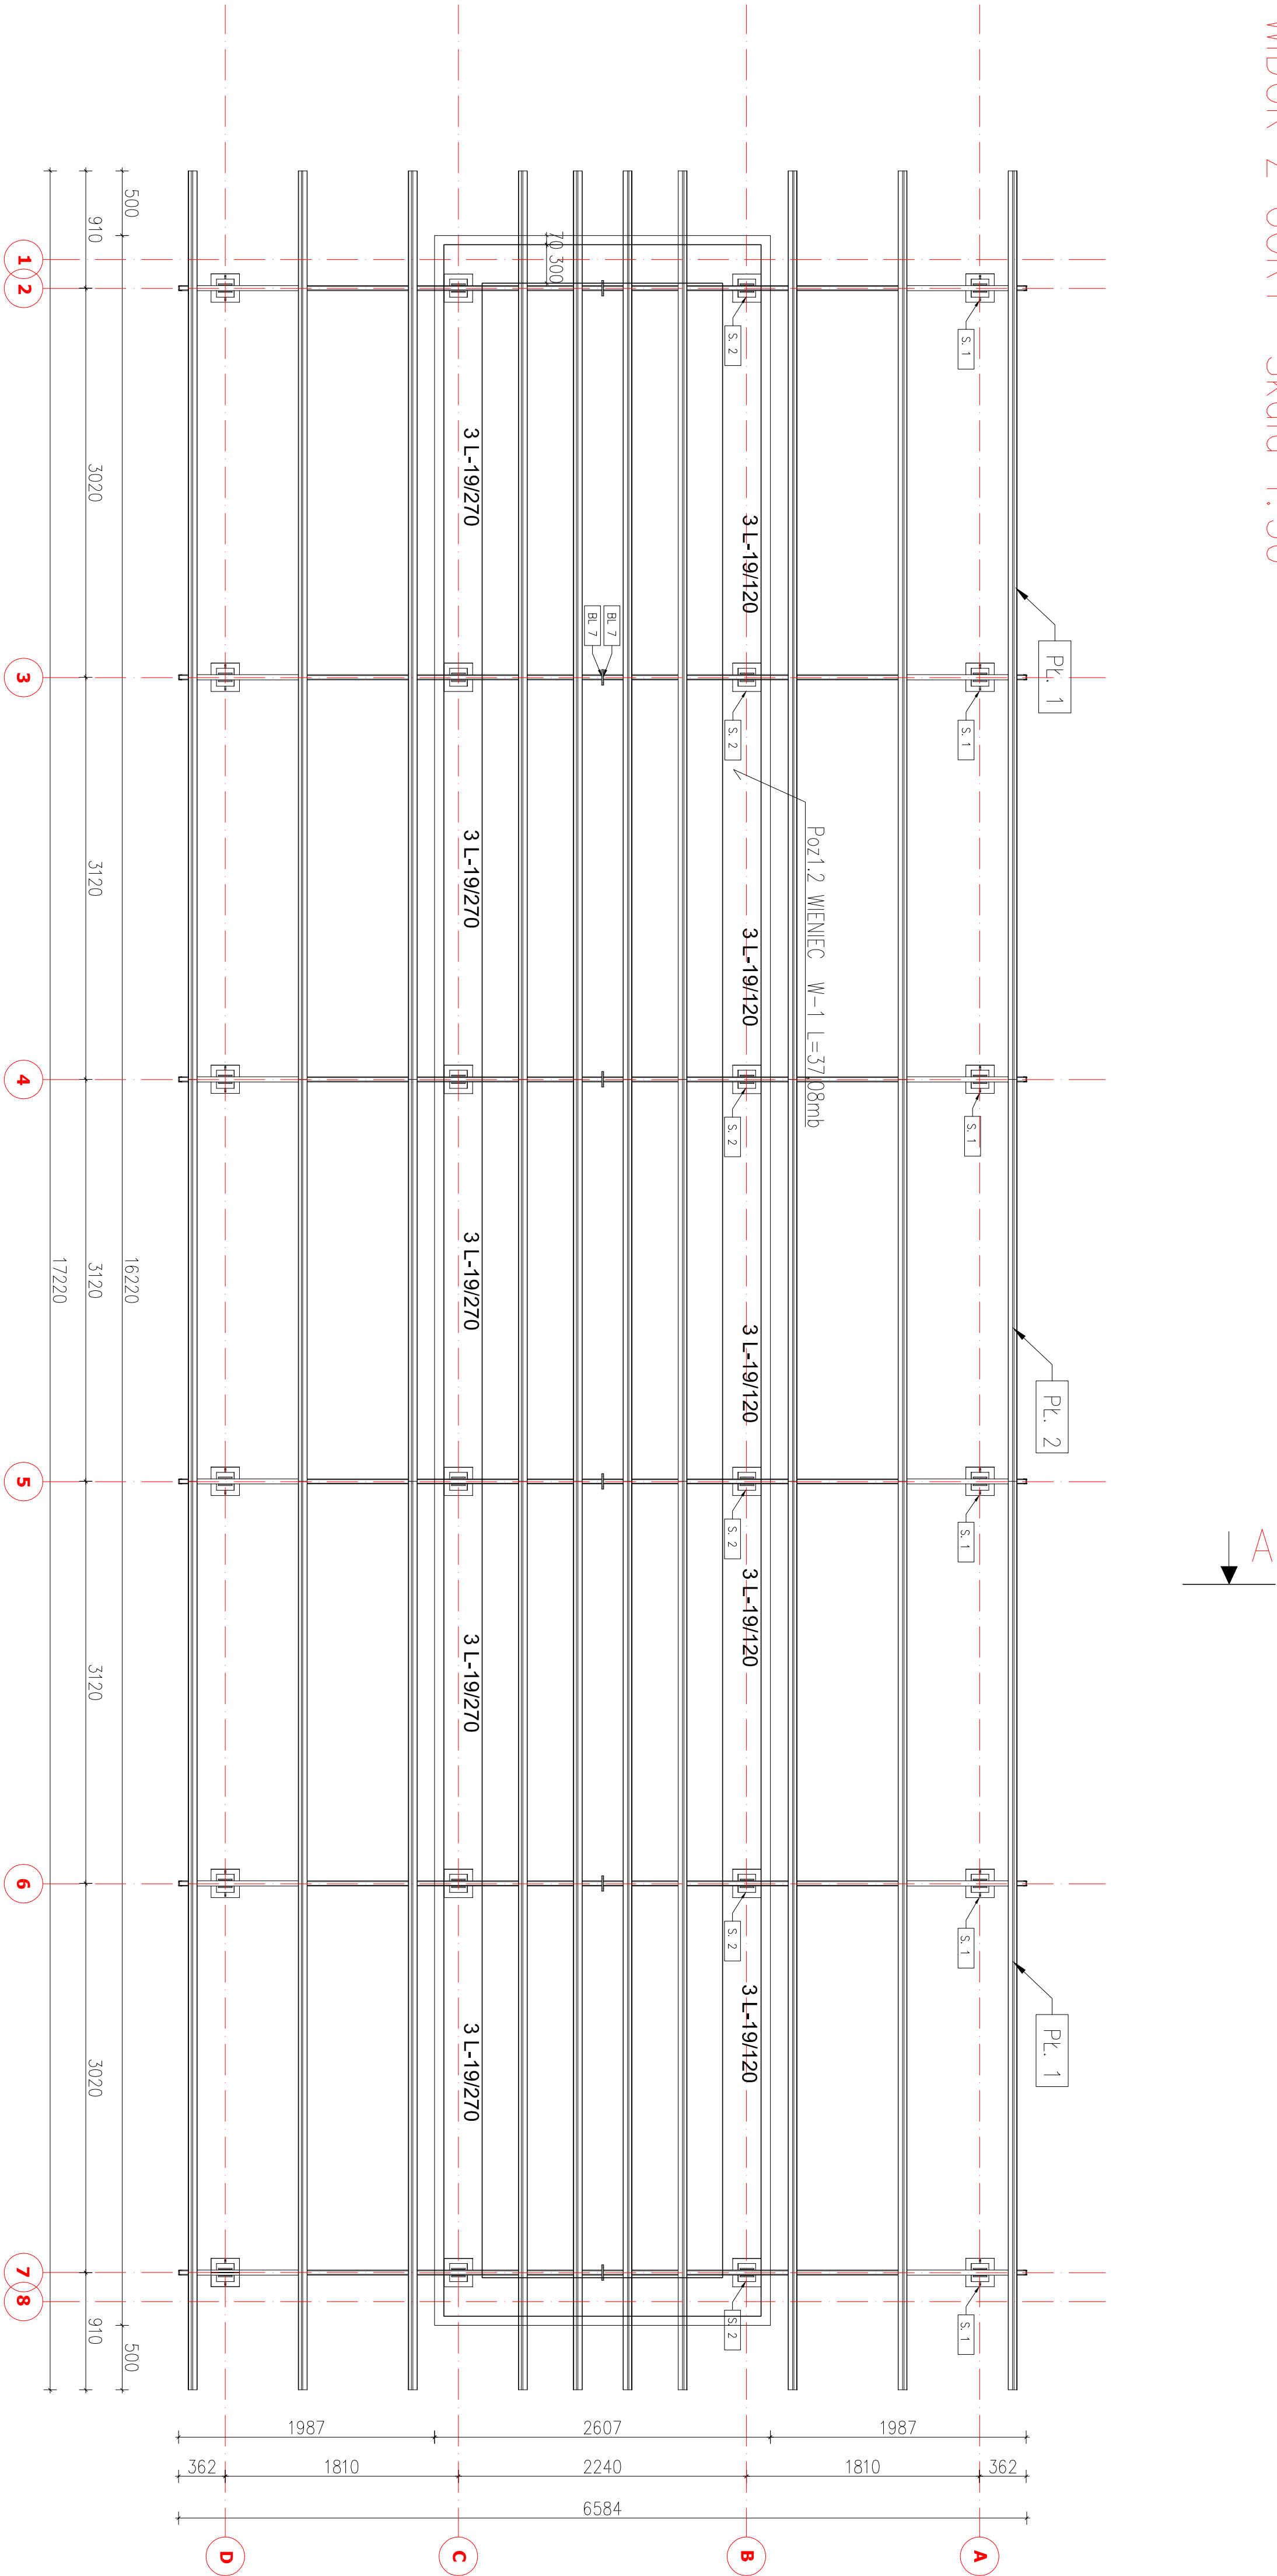 A
PŁ. 1
PŁ. 2
PŁ. 1
S. 1
S. 1
S. 1
S. 1
S. 1
S. 1
Poz1.2 WIENIEC W-1 L=37,08mb
3 L-19/120
3 L-19/120
3 L-19/120
3 L-19/120
3 L-19/120
S. 2
S. 2
S. 2
S. 2
S. 2
S. 2
BL 7
BL 7
70 300
3 L-19/270
3 L-19/270
3 L-19/270
3 L-19/270
3 L-19/270
500 16220 500
910 3020 3120 3120 3120 3020 910
17220
1 2 3 4 5 6 7 8
1987 2607 1987
362 1810 2240 1810 362
6584
D C B A